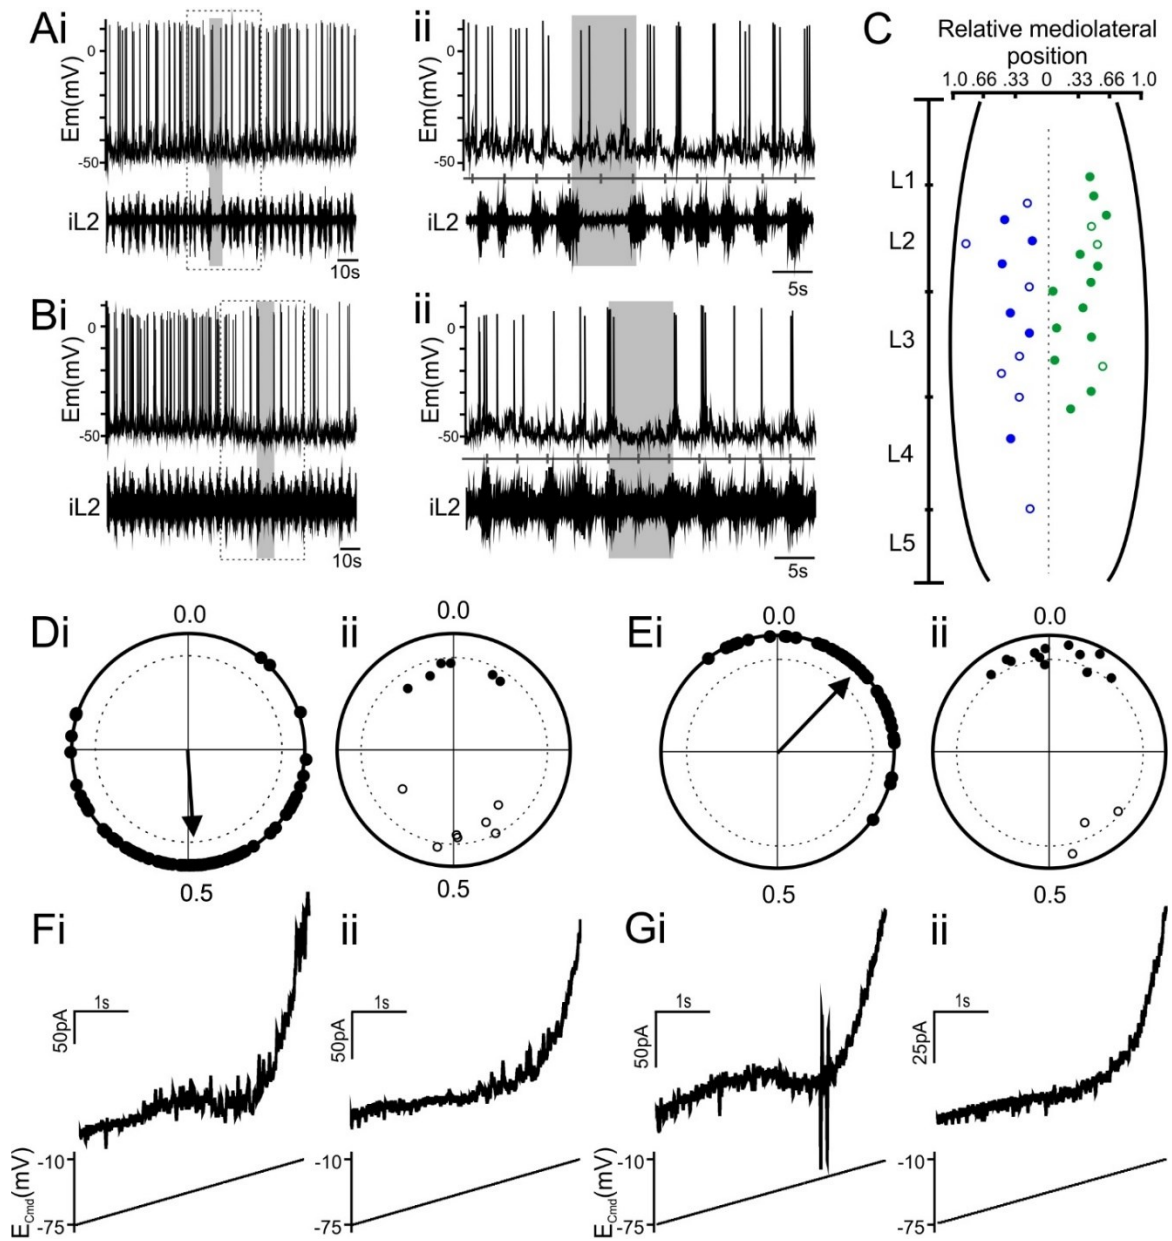 Ai
0
Em(mV)
-50
iL2
10s
ii
0
Em(mV)
-50
iL2
5s
C
Relative mediolateral
position
1.0 .66 .33 0 .33 .66 1.0
L1
L2
L3
L4
L5
Bi
0
Em(mV)
-50
iL2
10s
ii
0
Em(mV)
-50
iL2
5s
Di
0.0
0.5
ii
0.0
0.5
Ei
0.0
0.5
ii
0.0
0.5
Fi
1s
50pA
-10
ECmd(mV)
-75
ii
1s
50pA
-10
-75
Gi
1s
50pA
-10
ECmd(mV)
-75
ii
1s
25pA
-10
-75